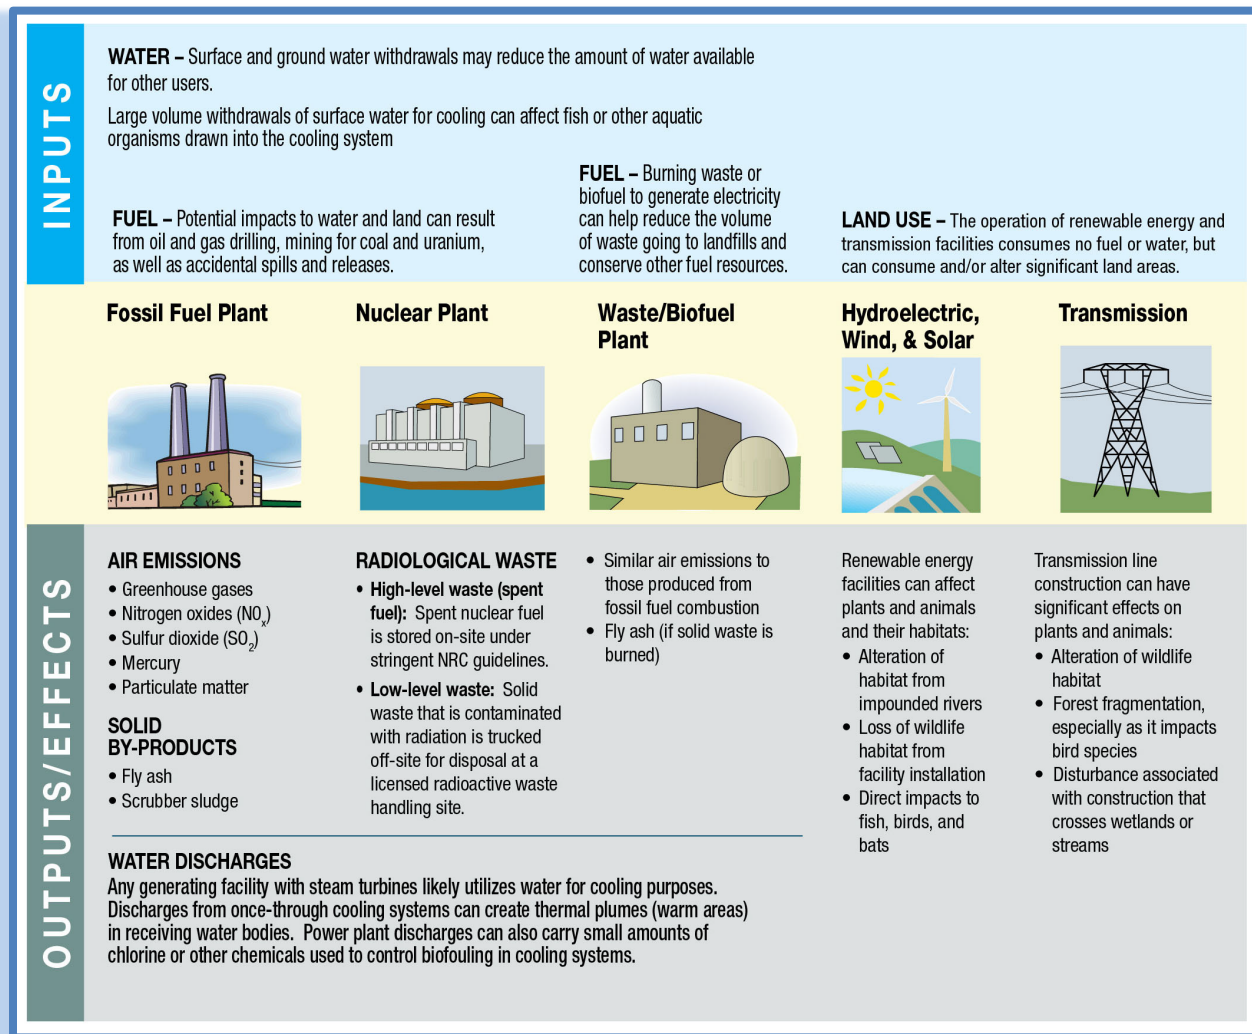 INPUTS
WATER – Surface and ground water withdrawals may reduce the amount of water available
for other users.
Large volume withdrawals of surface water for cooling can affect fish or other aquatic
organisms drawn into the cooling system
FUEL – Potential impacts to water and land can result
from oil and gas drilling, mining for coal and uranium,
as well as accidental spills and releases.
FUEL – Burning waste or
biofuel to generate electricity
can help reduce the volume
of waste going to landfills and
conserve other fuel resources.
LAND USE – The operation of renewable energy and
transmission facilities consumes no fuel or water, but
can consume and/or alter significant land areas.
Fossil Fuel Plant
Nuclear Plant
Waste/Biofuel
Plant
Hydroelectric,
Wind, & Solar
Transmission
OUTPUTS/EFFECTS
AIR EMISSIONS
• Greenhouse gases
• Nitrogen oxides (NOx)
• Sulfur dioxide (SO2)
• Mercury
• Particulate matter
SOLID
BY-PRODUCTS
• Fly ash
• Scrubber sludge
RADIOLOGICAL WASTE
• High-level waste (spent
fuel): Spent nuclear fuel
is stored on-site under
stringent NRC guidelines.
• Low-level waste: Solid
waste that is contaminated
with radiation is trucked
off-site for disposal at a
licensed radioactive waste
handling site.
• Similar air emissions to
those produced from
fossil fuel combustion
• Fly ash (if solid waste is
burned)
Renewable energy
facilities can affect
plants and animals
and their habitats:
• Alteration of
habitat from
impounded rivers
• Loss of wildlife
habitat from
facility installation
• Direct impacts to
fish, birds, and
bats
Transmission line
construction can have
significant effects on
plants and animals:
• Alteration of wildlife
habitat
• Forest fragmentation,
especially as it impacts
bird species
• Disturbance associated
with construction that
crosses wetlands or
streams
WATER DISCHARGES
Any generating facility with steam turbines likely utilizes water for cooling purposes.
Discharges from once-through cooling systems can create thermal plumes (warm areas)
in receiving water bodies. Power plant discharges can also carry small amounts of
chlorine or other chemicals used to control biofouling in cooling systems.